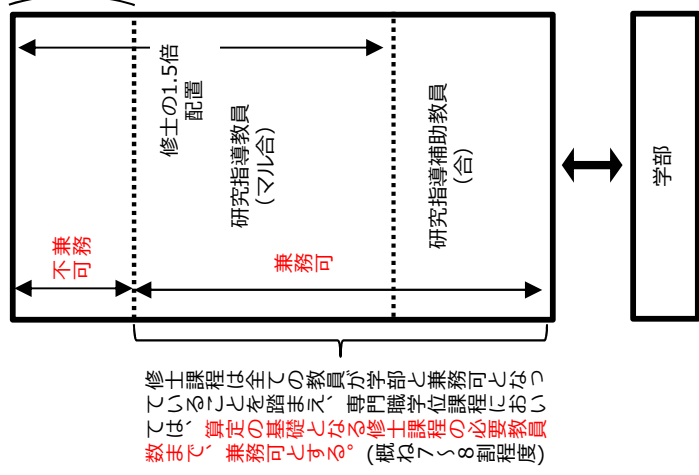 修士の1.5倍
配置
研究指導教員
(マル合)
研究指導補助教員
(合)
不可
兼務
兼務可
学部
修士課程は全ての教員が学部と兼務可となっ
ていることを踏まえ、専門職学位課程におい
ては、算定の基礎となる修士課程の必要教員
数まで、兼務可とする。(概ね7~8割程度)